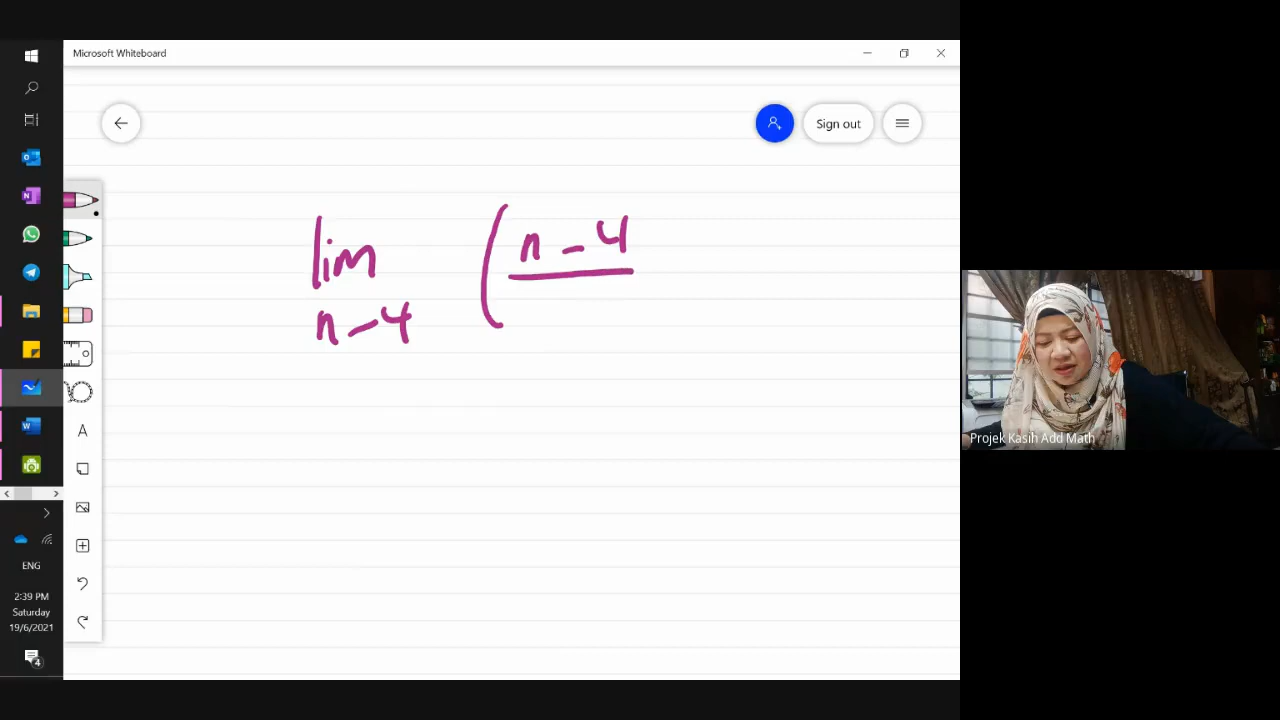 Microsoft Whiteboard
Sign out
lim ( n - 4
n - 4
A
Projek Kasih Add Math
ENG
2:39 PM
Saturday
19/6/2021
4